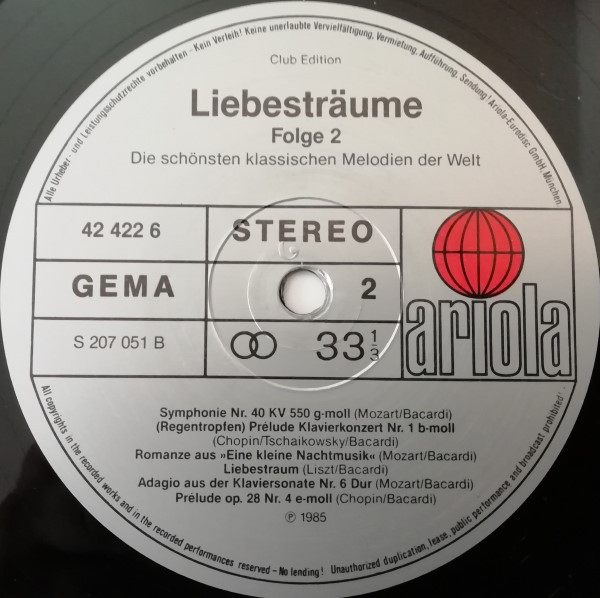 Alle Urheber- und Leistungsschutzrechte vorbehalten - Kein Verleih! Keine unerlaubte Vervielfältigung, Vermietung, Aufführung, Sendung! Ariola-Eurodisc GmbH, München.
Club Edition
Liebesträume
Folge 2
Die schönsten klassischen Melodien der Welt
42 422 6
STEREO
GEMA
2
S 207 051 B
33 1/3
ariola
Symphonie Nr. 40 KV 550 g-moll (Mozart/Bacardi)
(Regentropfen) Prélude Klavierkonzert Nr. 1 b-moll
(Chopin/Tschaikowsky/Bacardi)
Romanze aus »Eine kleine Nachtmusik« (Mozart/Bacardi)
Liebestraum (Liszt/Bacardi)
Adagio aus der Klaviersonate Nr. 6 Dur (Mozart/Bacardi)
Prélude op. 28 Nr. 4 e-moll (Chopin/Bacardi)
℗ 1985
All copyrights in the recorded works and in the recorded performances reserved - No lending! Unauthorized duplication, lease, public performance and broadcast, prohibited!